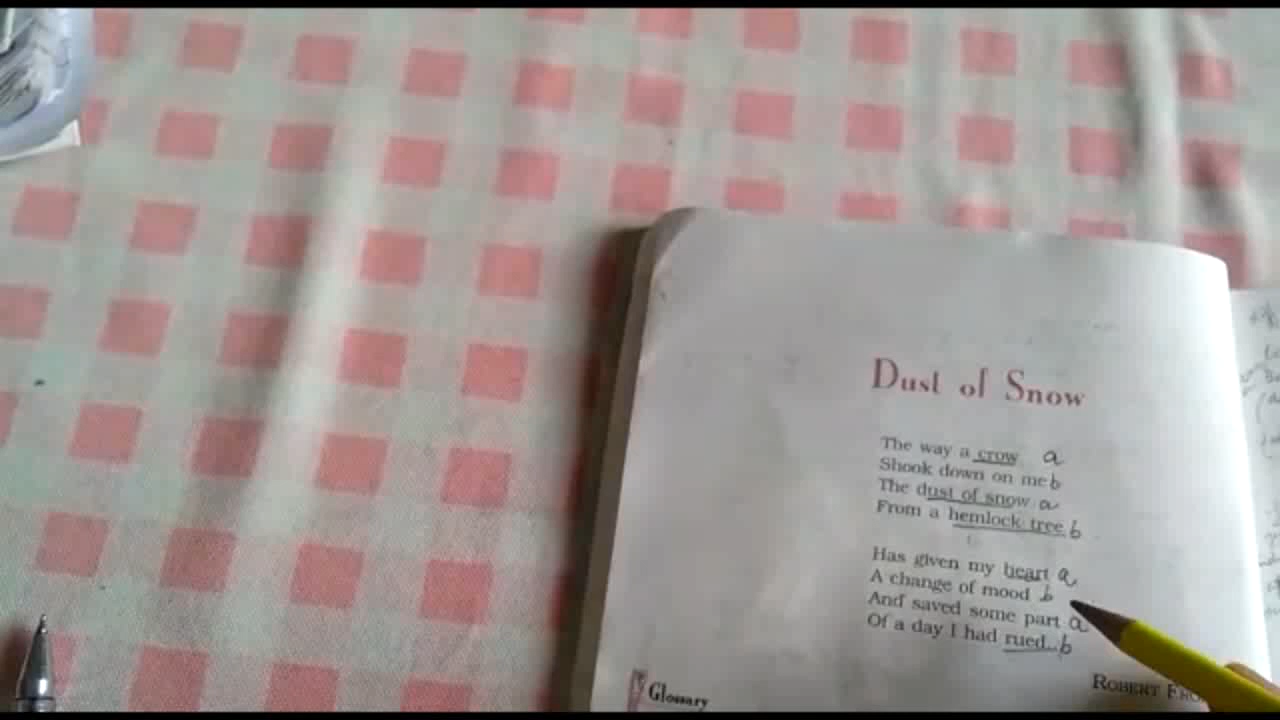 Dust of Snow
The way a crow a
Shook down on me b
The dust of snow a
From a hemlock tree b
Has given my heart a
A change of mood b
And saved some part a
Of a day I had rued. b
ROBERT
Glossary